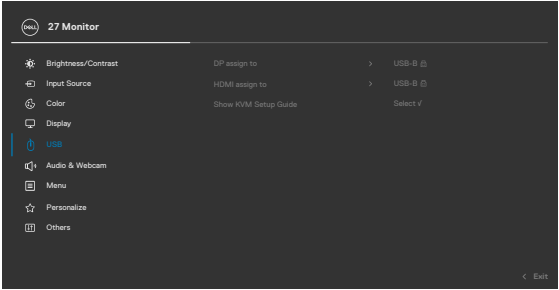 DELL 27 Monitor
Brightness/Contrast DP assign to > USB-B
Input Source HDMI assign to > USB-B
Color Show KVM Setup Guide Select √
Display
USB
Audio & Webcam
Menu
Personalize
Others
< Exit